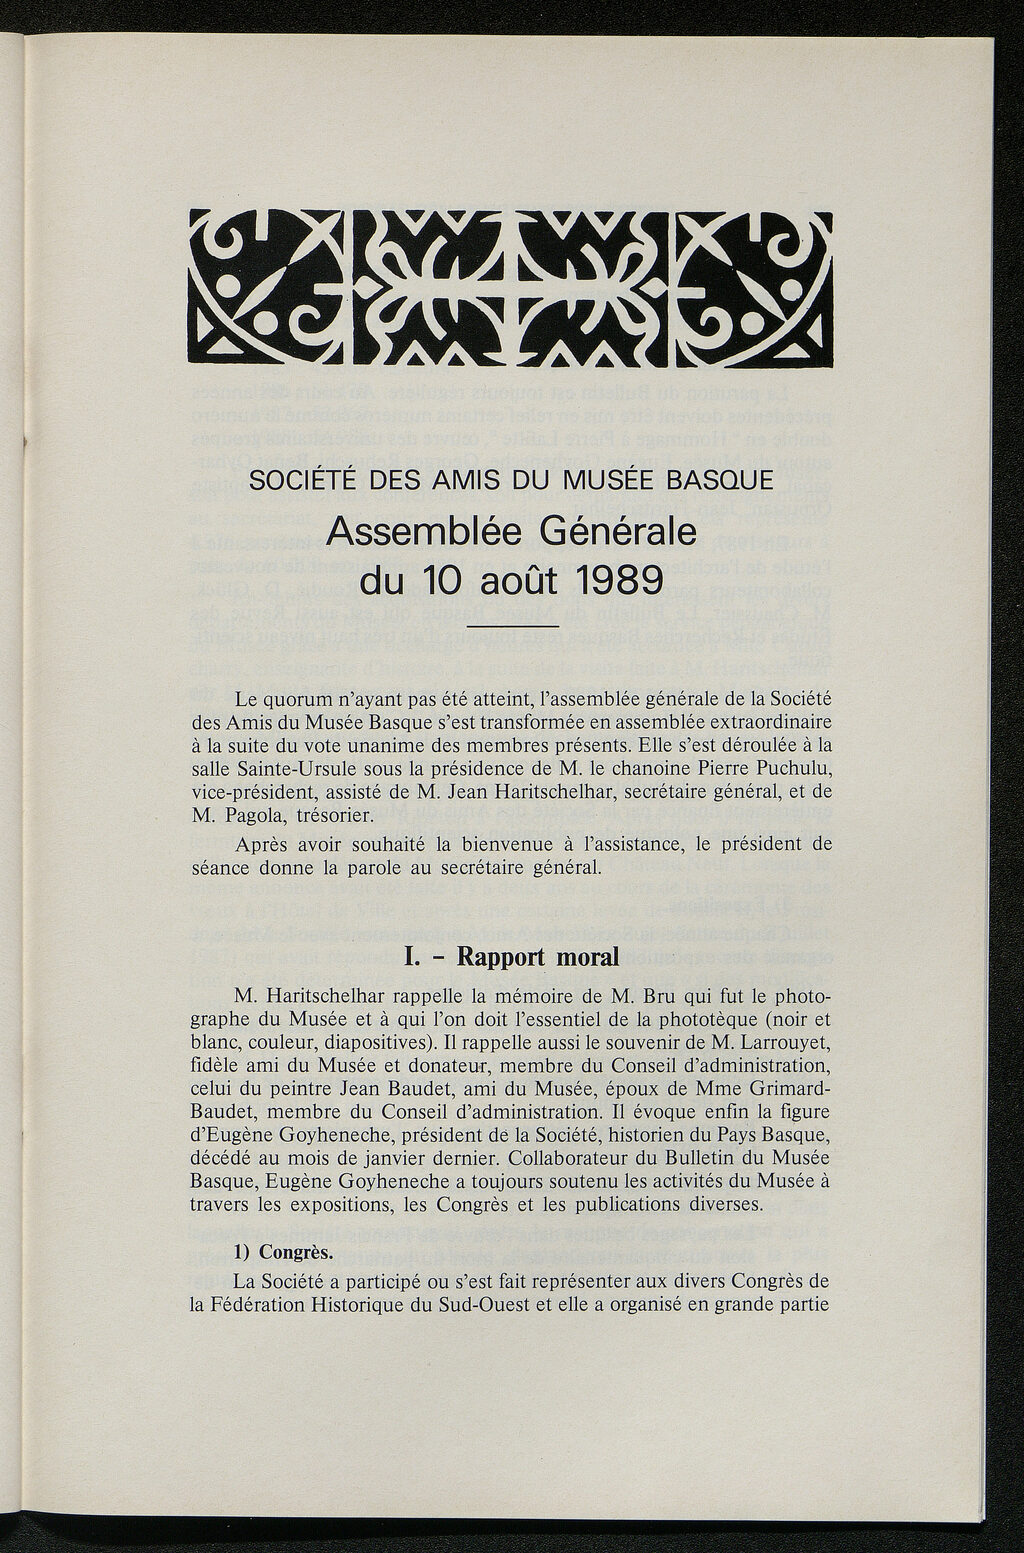 SOCIÉTÉ DES AMIS DU MUSÉE BASQUE
Assemblée Générale
du 10 août 1989
Le quorum n'ayant pas été atteint, l'assemblée générale de la Société
des Amis du Musée Basque s'est transformée en assemblée extraordinaire
à la suite du vote unanime des membres présents. Elle s'est déroulée à la
salle Sainte-Ursule sous la présidence de M. le chanoine Pierre Puchulu,
vice-président, assisté de M. Jean Haritschelhar, secrétaire général, et de
M. Pagola, trésorier.
Après avoir souhaité la bienvenue à l'assistance, le président de
séance donne la parole au secrétaire général.
I. - Rapport moral
M. Haritschelhar rappelle la mémoire de M. Bru qui fut le photo-
graphe du Musée et à qui l'on doit l'essentiel de la phototèque (noir et
blanc, couleur, diapositives). Il rappelle aussi le souvenir de M. Larrouyet,
fidèle ami du Musée et donateur, membre du Conseil d'administration,
celui du peintre Jean Baudet, ami du Musée, époux de Mme Grimard-
Baudet, membre du Conseil d'administration. Il évoque enfin la figure
d'Eugène Goyheneche, président de la Société, historien du Pays Basque,
décédé au mois de janvier dernier. Collaborateur du Bulletin du Musée
Basque, Eugène Goyheneche a toujours soutenu les activités du Musée à
travers les expositions, les Congrès et les publications diverses.
1) Congrès.
La Société a participé ou s'est fait représenter aux divers Congrès de
la Fédération Historique du Sud-Ouest et elle a organisé en grande partie